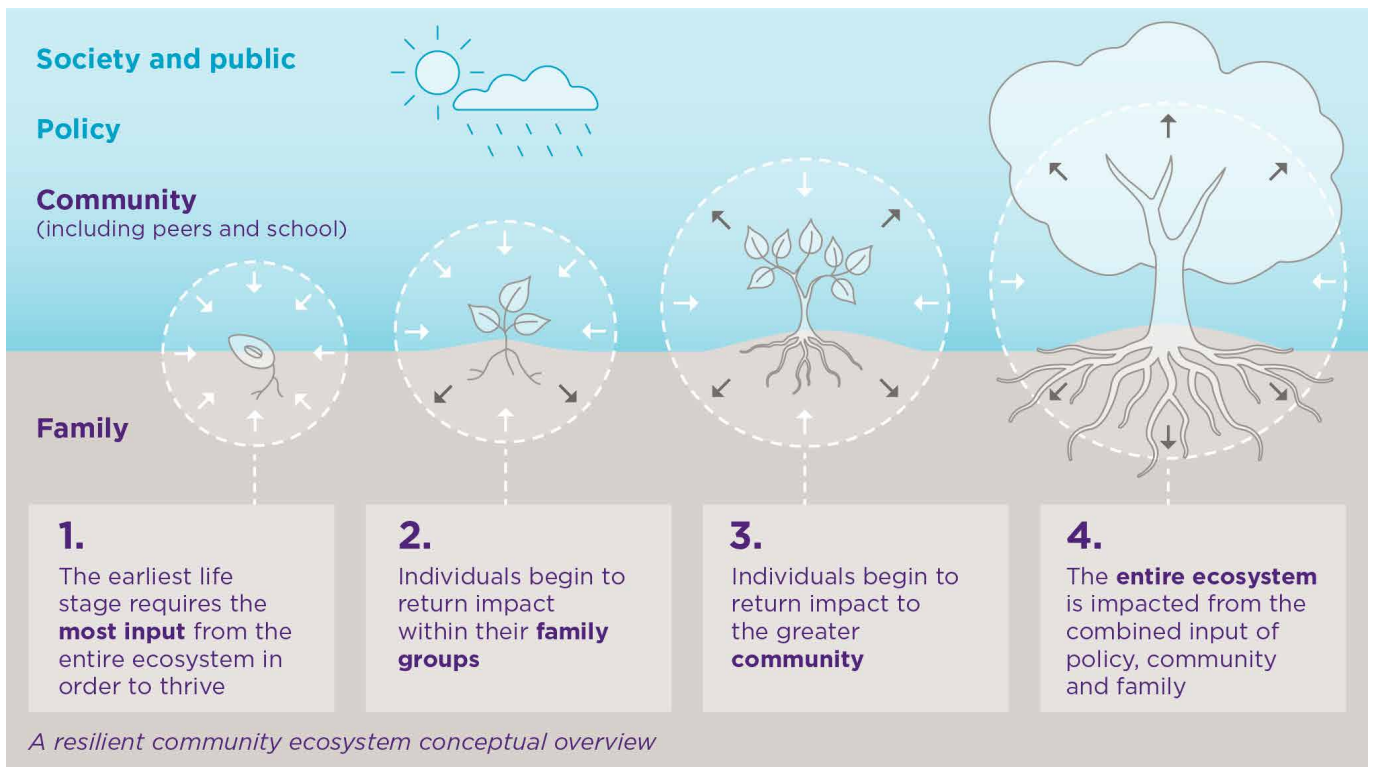 Society and public
Policy
Community
(including peers and school)
Family
1.
The earliest life
stage requires the
most input from the
entire ecosystem in
order to thrive
2.
Individuals begin to
return impact
within their family
groups
3.
Individuals begin to
return impact to
the greater
community
4.
The entire ecosystem
is impacted from the
combined input of
policy, community
and family
A resilient community ecosystem conceptual overview